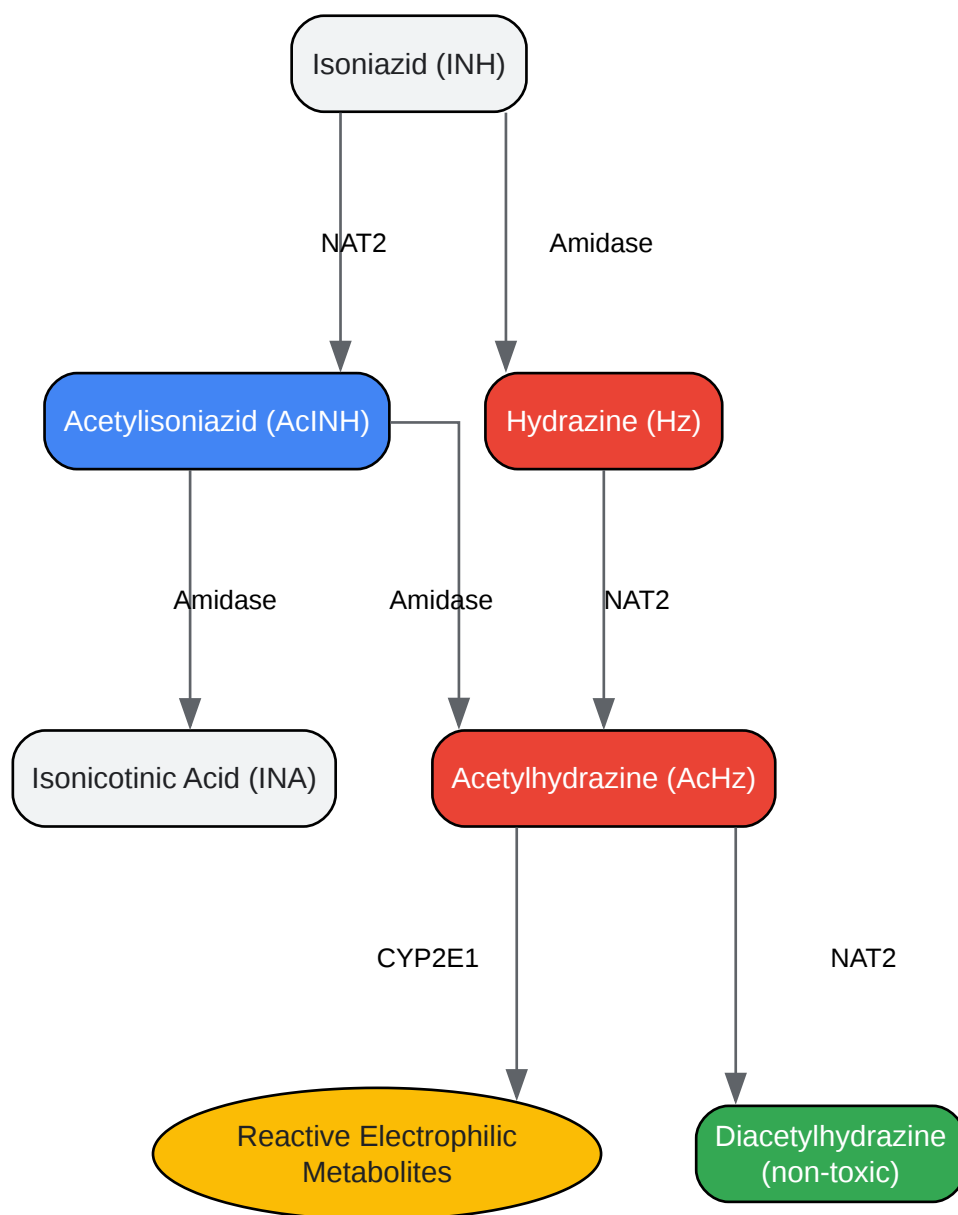 Isoniazid (INH)
NAT2
Amidase
Acetylisoniazid (AcINH)
Hydrazine (Hz)
Amidase
Amidase
NAT2
Isonicotinic Acid (INA)
Acetylhydrazine (AcHz)
CYP2E1
NAT2
Reactive Electrophilic
Metabolites
Diacetylhydrazine
(non-toxic)